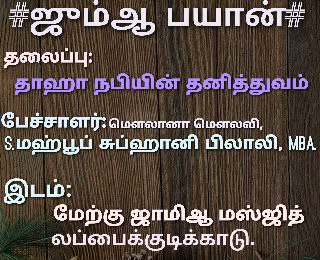 #ஜும்ஆ பயான்#
தலைப்பு:
தாஹா நபியின் தனித்துவம்
பேச்சாளர்: மௌலானா மௌலவி,
S.மஹ்பூப் சுப்ஹானி பிலாலி, MBA.
இடம்:
மேற்கு ஜாமிஆ மஸ்ஜித்
லப்பைக்குடிக்காடு.